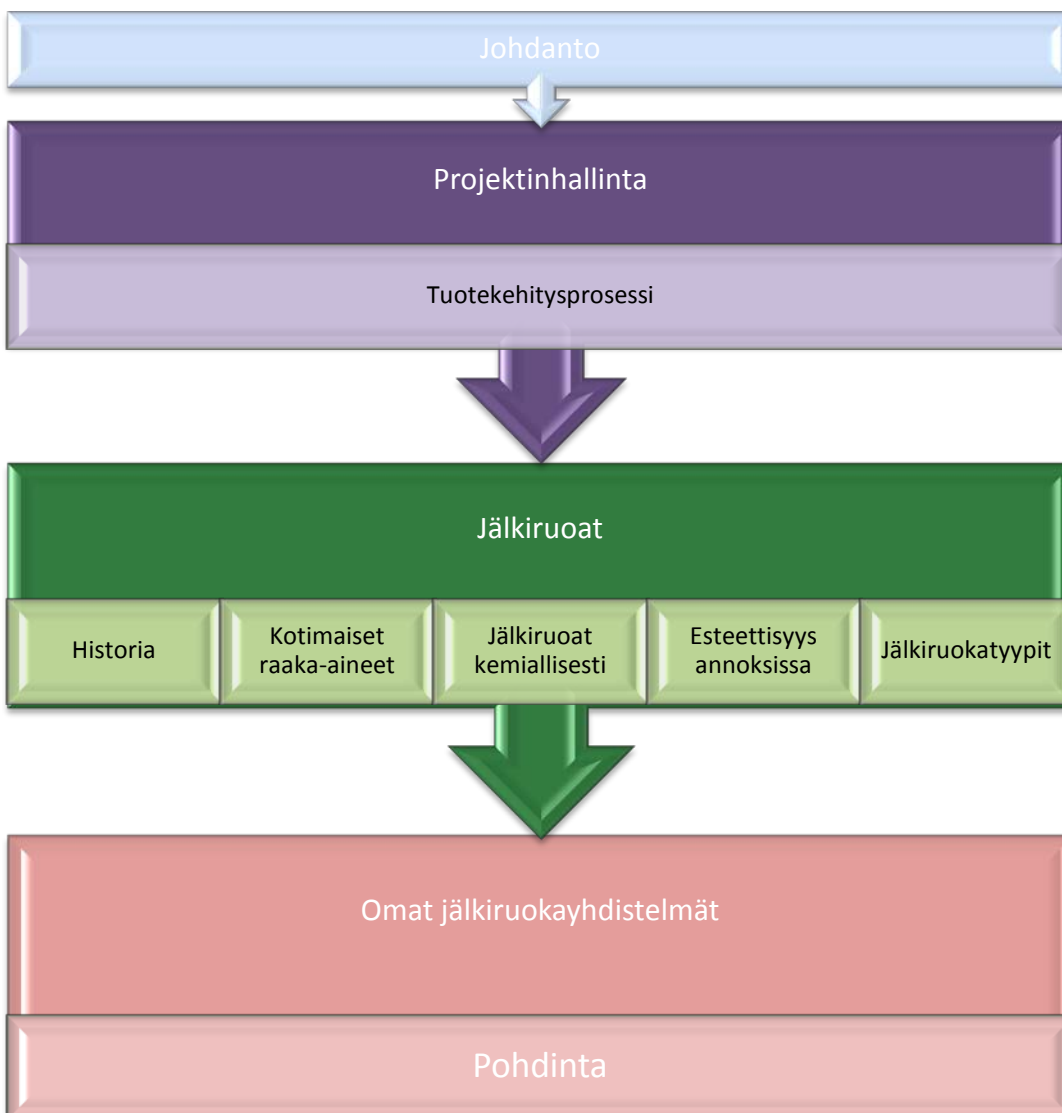 Johdanto
Projektinhallinta
Tuotekehitysprosessi
Jälkiruoat
Historia
Kotimaiset
raaka-aineet
Jälkiruoat
kemiallisesti
Esteettisyys
annoksissa
Jälkiruokatyypit
Omat jälkiruokayhdistelmät
Pohdinta